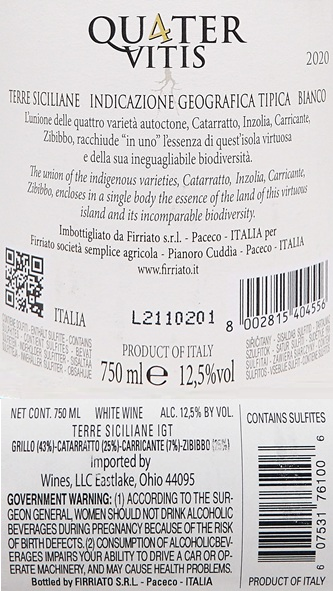 QUA4TER
VITIS
2020
TERRE SICILIANE INDICAZIONE GEOGRAFICA TIPICA BIANCO
L'unione delle quattro varietà autoctone, Catarratto, Inzolia, Carricante,
Zibibbo, racchiude "in uno" l'essenza di quest'isola virtuosa
e della sua ineguagliabile biodiversità.
The union of the indigenous varieties, Catarratto, Inzolia, Carricante,
Zibibbo, encloses in a single body the essence of the land of this virtuous
island and its incomparable biodiversity.
Imbottigliato da Firriato s.r.l. - Paceco - ITALIA per
Firriato società semplice agricola - Pianoro Cuddia - Paceco - ITALIA
www.firriato.it
ITALIA
L2110201
8 002815 404556
PRODUCT OF ITALY
750 ml e 12,5%vol
NET CONT. 750 ML WHITE WINE ALC. 12,5% BY VOL.
TERRE SICILIANE IGT
GRILLO (43%)-CATARRATTO (25%)-CARRICANTE (7%)-ZIBIBBO
Imported by
Wines, LLC Eastlake, Ohio 44095
GOVERNMENT WARNING: (1) ACCORDING TO THE SUR-
GEON GENERAL, WOMEN SHOULD NOT DRINK ALCOHOLIC
BEVERAGES DURING PREGNANCY BECAUSE OF THE RISK
OF BIRTH DEFECTS. (2) CONSUMPTION OF ALCOHOLICBEV-
ERAGES IMPAIRS YOUR ABILITY TO DRIVE A CAR OR OP-
ERATE MACHINERY, AND MAY CAUSE HEALTH PROBLEMS.
Bottled by FIRRIATO S.R.L. - Paceco - ITALIA
CONTAINS SULFITES
6 07531 76100 6
PRODUCT OF ITALY